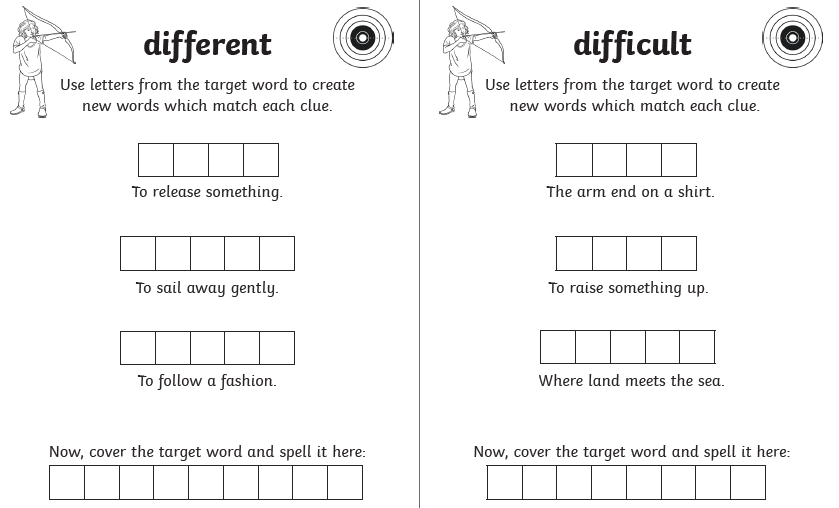 different
Use letters from the target word to create
new words which match each clue.
To release something.
To sail away gently.
To follow a fashion.
Now, cover the target word and spell it here:
difficult
Use letters from the target word to create
new words which match each clue.
The arm end on a shirt.
To raise something up.
Where land meets the sea.
Now, cover the target word and spell it here: